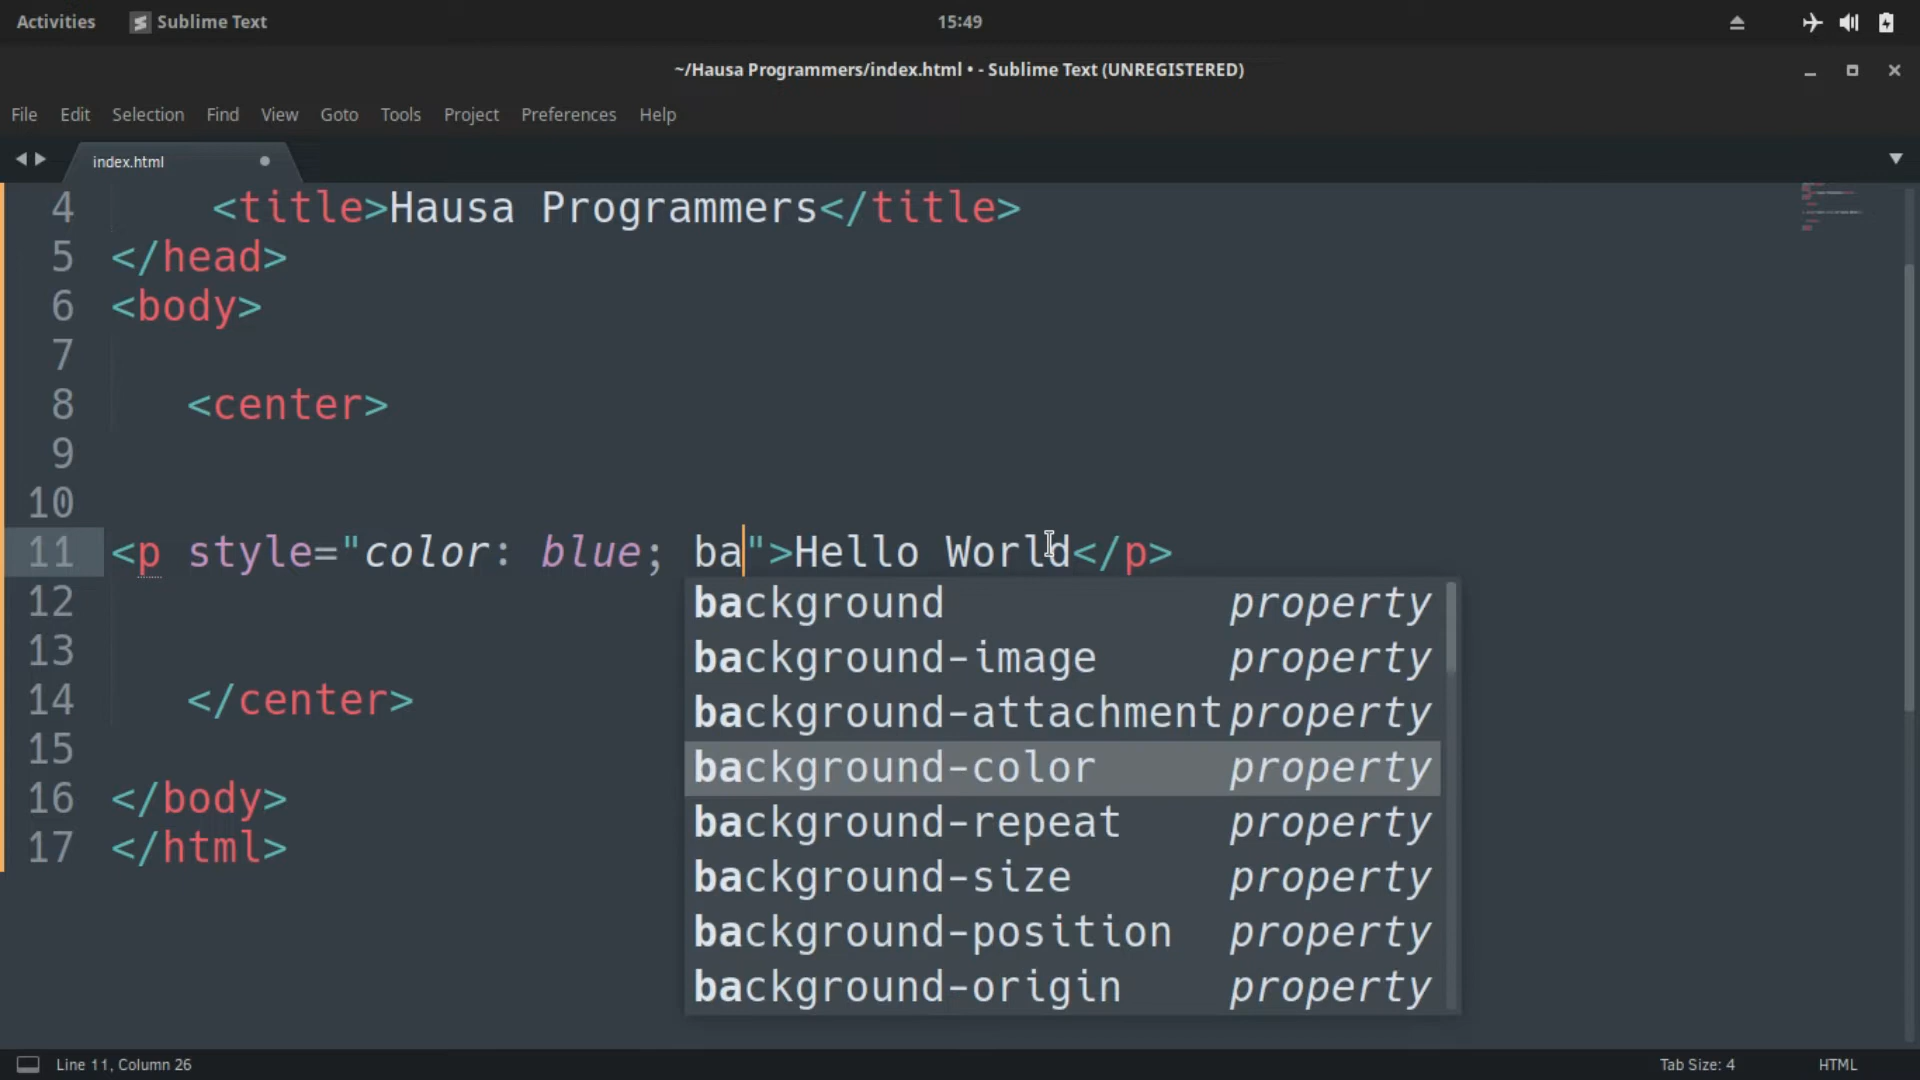 Activities Sublime Text 15:49
~/Hausa Programmers/index.html • - Sublime Text (UNREGISTERED)
File Edit Selection Find View Goto Tools Project Preferences Help
index.html
4 <title>Hausa Programmers</title>
5 </head>
6 <body>
7
8 <center>
9
10
11 <p style="color: blue; ba">Hello World</p>
background property
12
background-image property
13
background-attachment property
14 </center>
background-color property
15
background-repeat property
16 </body>
background-size property
17 </html>
background-position property
background-origin property
Line 11, Column 26 Tab Size: 4 HTML